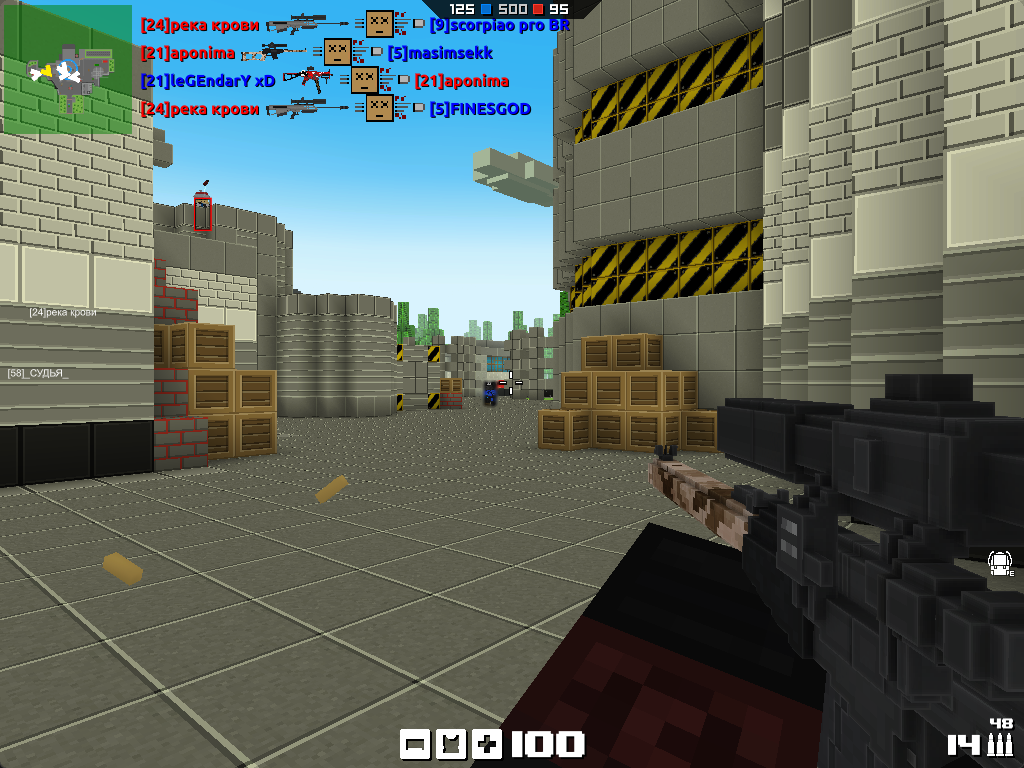 125 500 95
[24]река крови [9]scorpiao pro BR
[21]aponima [5]masimsekk
[21]leGEndarY xD [21]aponima
[24]река крови [5]FINESGOD
[24]река крови
[58]_СУДЬЯ_
E
48
100
14